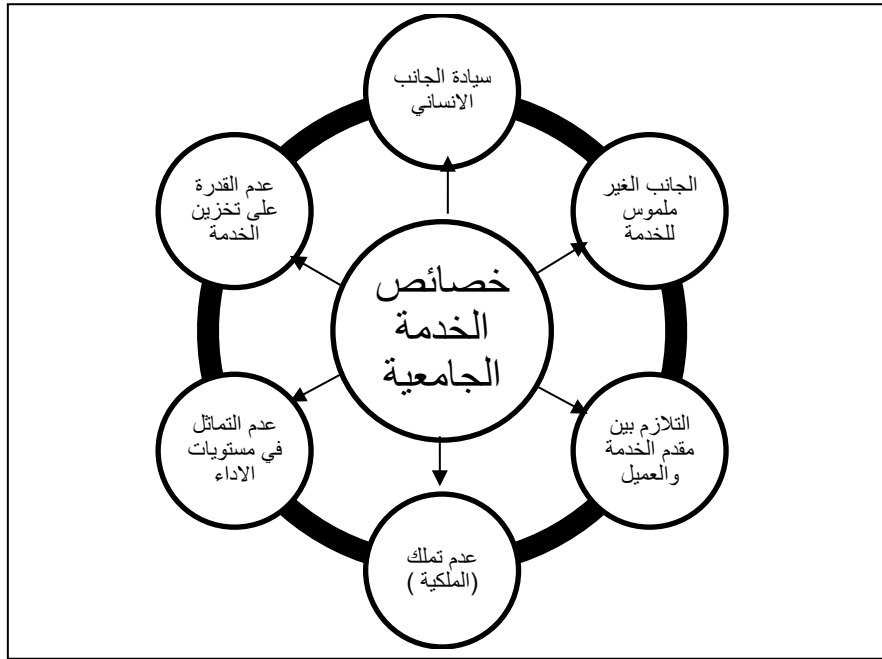 سيادة الجانب
الانساني
الجانب الغير
ملموس
للخدمة
التلازم بين
مقدم الخدمة
والعميل
عدم تملك
(الملكية )
عدم التماثل
في مستويات
الاداء
عدم القدرة
على تخزين
الخدمة
خصائص
الخدمة
الجامعية